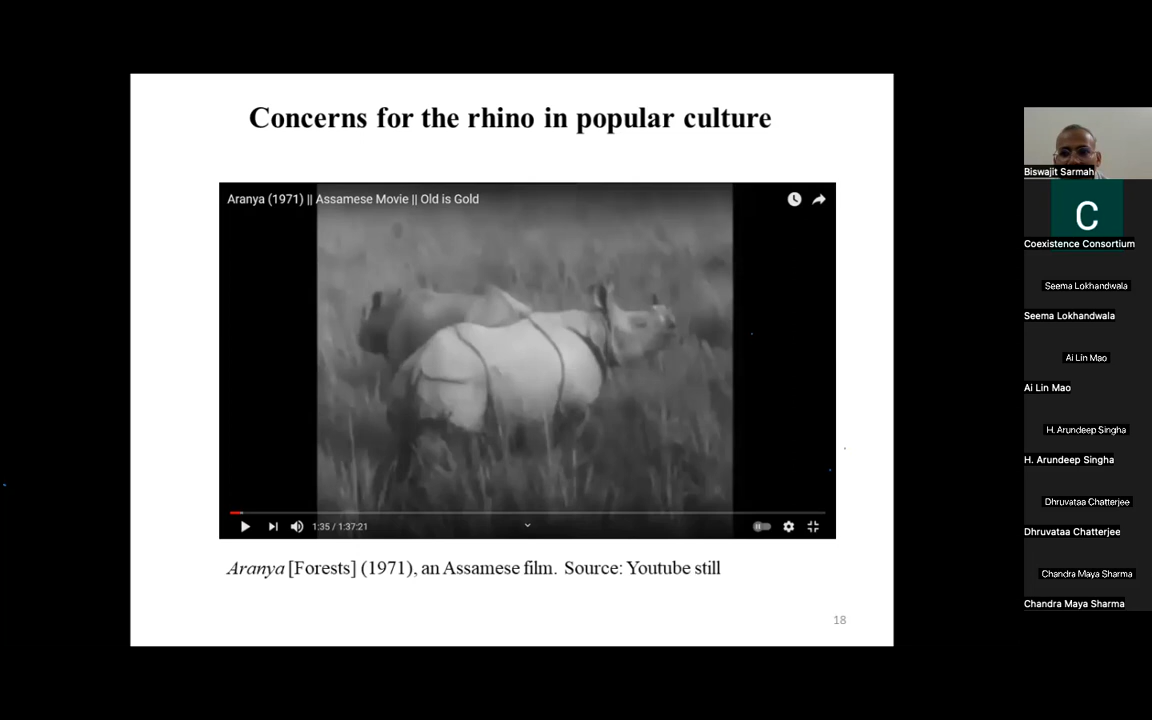 Concerns for the rhino in popular culture
Aranya (1971) || Assamese Movie || Old is Gold
1:35 / 1:37:21
Aranya [Forests] (1971), an Assamese film. Source: Youtube still
18
Biswajit Sarmah
C
Coexistence Consortium
Seema Lokhandwala
Seema Lokhandwala
Ai Lin Mao
Ai Lin Mao
H. Arundeep Singha
H. Arundeep Singha
Dhruvataa Chatterjee
Dhruvataa Chatterjee
Chandra Maya Sharma
Chandra Maya Sharma